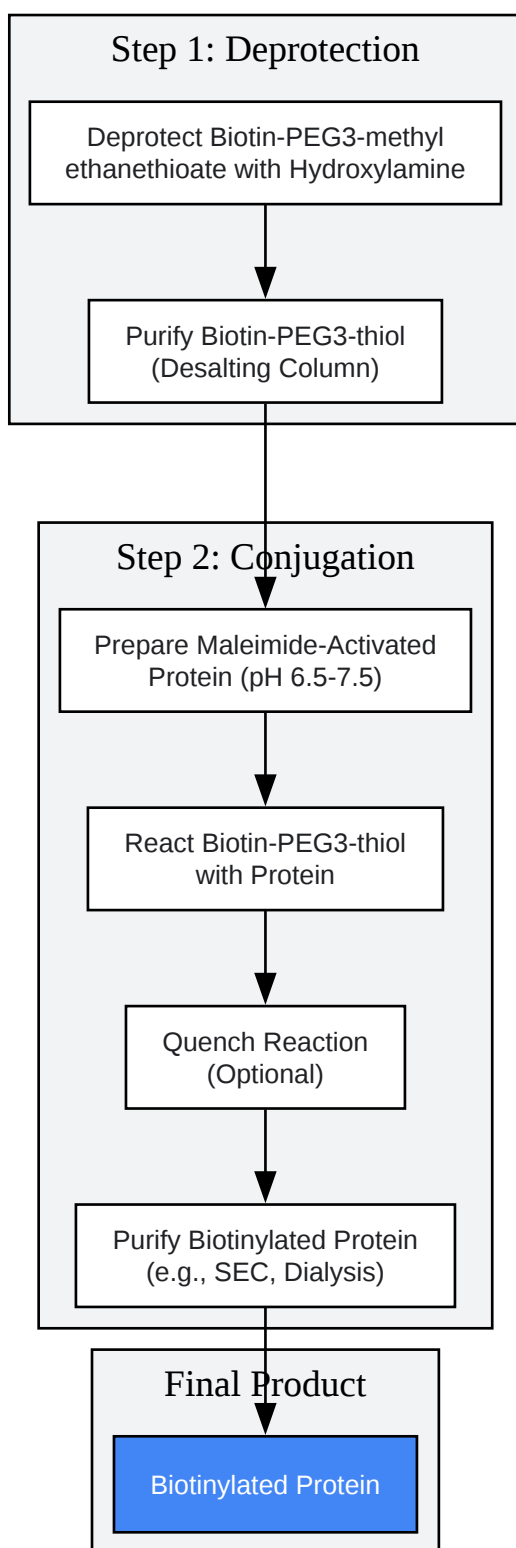 Step 1: Deprotection
Deprotect Biotin-PEG3-methyl
ethanethioate with Hydroxylamine
Purify Biotin-PEG3-thiol
(Desalting Column)
Step 2: Conjugation
Prepare Maleimide-Activated
Protein (pH 6.5-7.5)
React Biotin-PEG3-thiol
with Protein
Quench Reaction
(Optional)
Purify Biotinylated Protein
(e.g., SEC, Dialysis)
Final Product
Biotinylated Protein